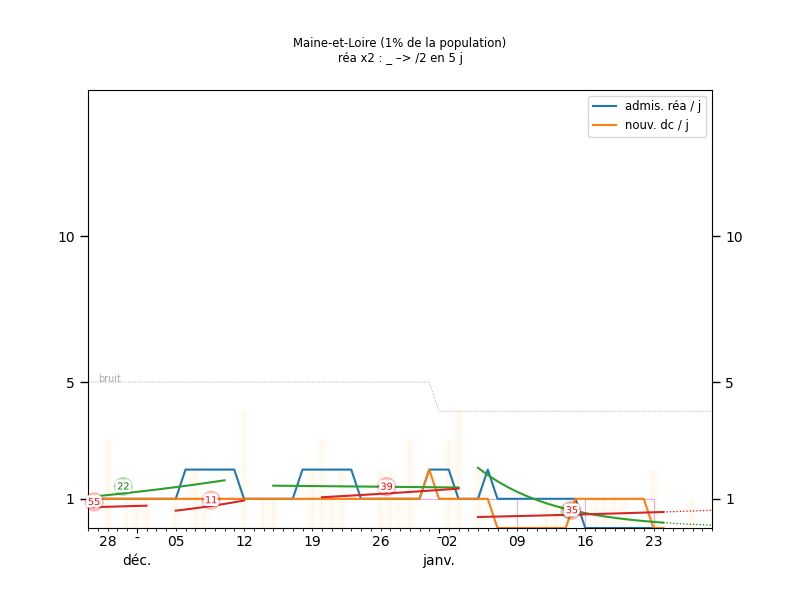 Maine-et-Loire (1% de la population)
réa x2 : _ –> /2 en 5 j
admis. réa / j
nouv. dc / j
10 10
bruit
5 5
22
55 11 39 35
1 1
28 - 05 12 19 26 -02 09 16 23
déc. janv.